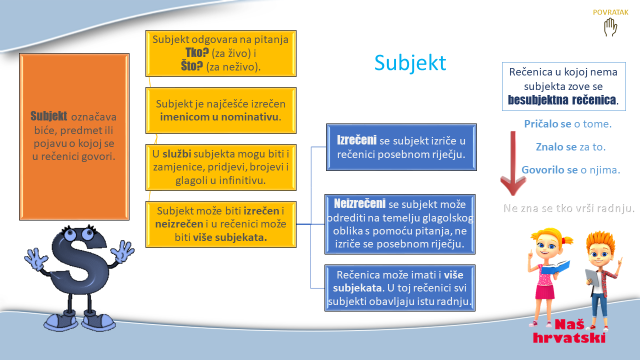 POVRATAK
Subjekt
Subjekt označava
biće, predmet ili
pojavu o kojoj se
u rečenici govori.
Subjekt odgovara na pitanja
Tko? (za živo) i
Što? (za neživo).
Subjekt je najčešće izrečen
imenicom u nominativu.
U službi subjekta mogu biti i
zamjenice, pridjevi, brojevi i
glagoli u infinitivu.
Subjekt može biti izrečen i
neizrečen i u rečenici može
biti više subjekata.
Izrečeni se subjekt izriče u
rečenici posebnom riječju.
Neizrečeni se subjekt može
odrediti na temelju glagolskog
oblika s pomoću pitanja, ne
izriče se posebnom riječju.
Rečenica može imati i više
subjekata. U toj rečenici svi
subjekti obavljaju istu radnju.
Rečenica u kojoj nema
subjekta zove se
besubjektna rečenica.
Pričalo se o tome.
Znalo se za to.
Govorilo se o njima.
Ne zna se tko vrši radnju.
Naš
hrvatski